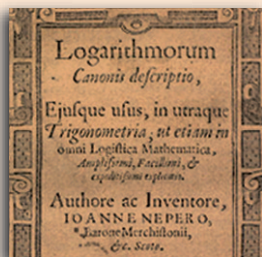 Logarithmorum
Canonis descriptio,
Ejusque usus, in utraque
Trigonometria; ut etiam in
omni Logistica Mathematica,
Amplissimi, Facillimi, &
expeditissimi explicatio.
Authore ac Inventore,
IOANNE NEPERO,
Barone Merchistonii,
&c. Scoto.